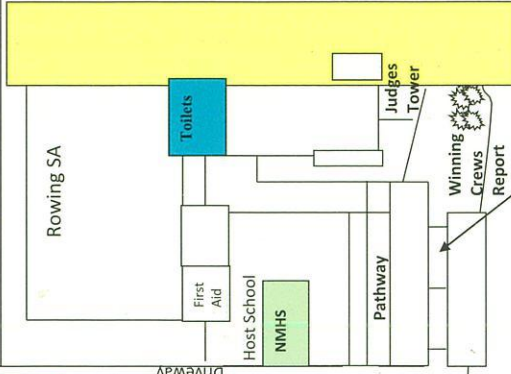 Rowing SA
Toilets
Judges
Tower
First
Aid
Host School
NMHS
Driveway
Pathway
Winning
Crews
Report